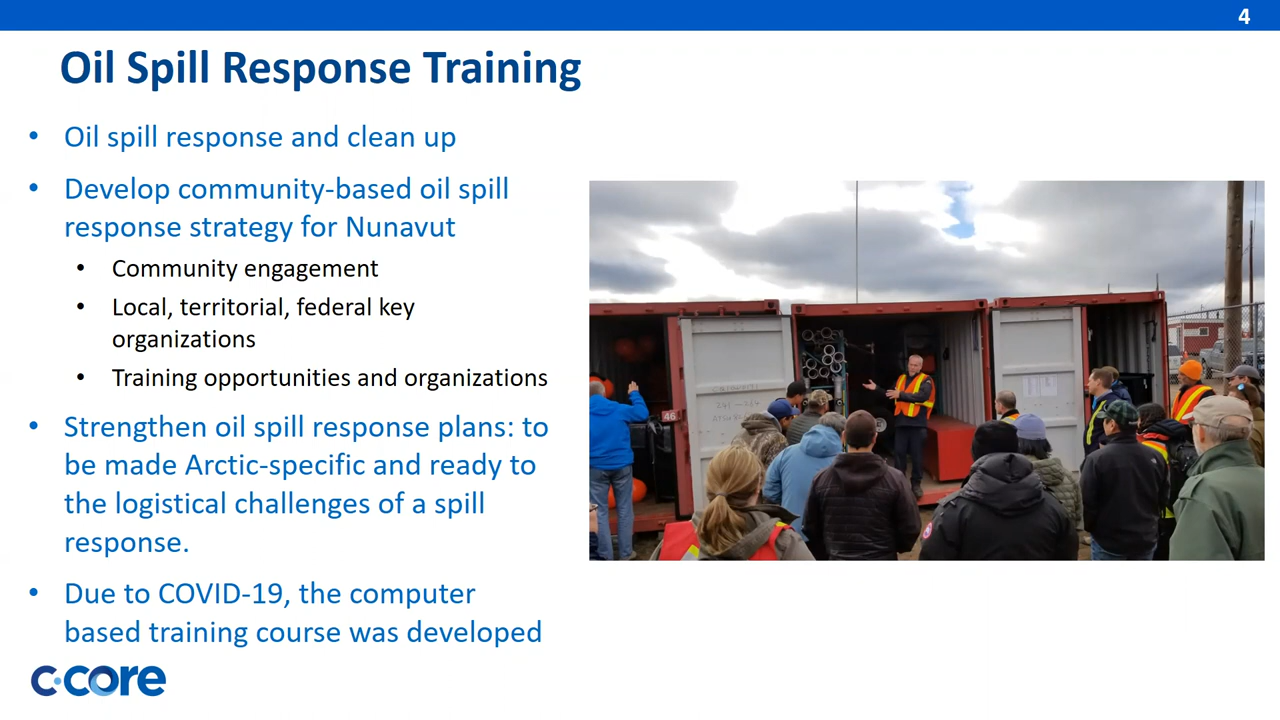 4
Oil Spill Response Training
• Oil spill response and clean up
• Develop community-based oil spill
response strategy for Nunavut
• Community engagement
• Local, territorial, federal key
organizations
• Training opportunities and organizations
• Strengthen oil spill response plans: to
be made Arctic-specific and ready to
the logistical challenges of a spill
response.
• Due to COVID-19, the computer
based training course was developed
c·core
46